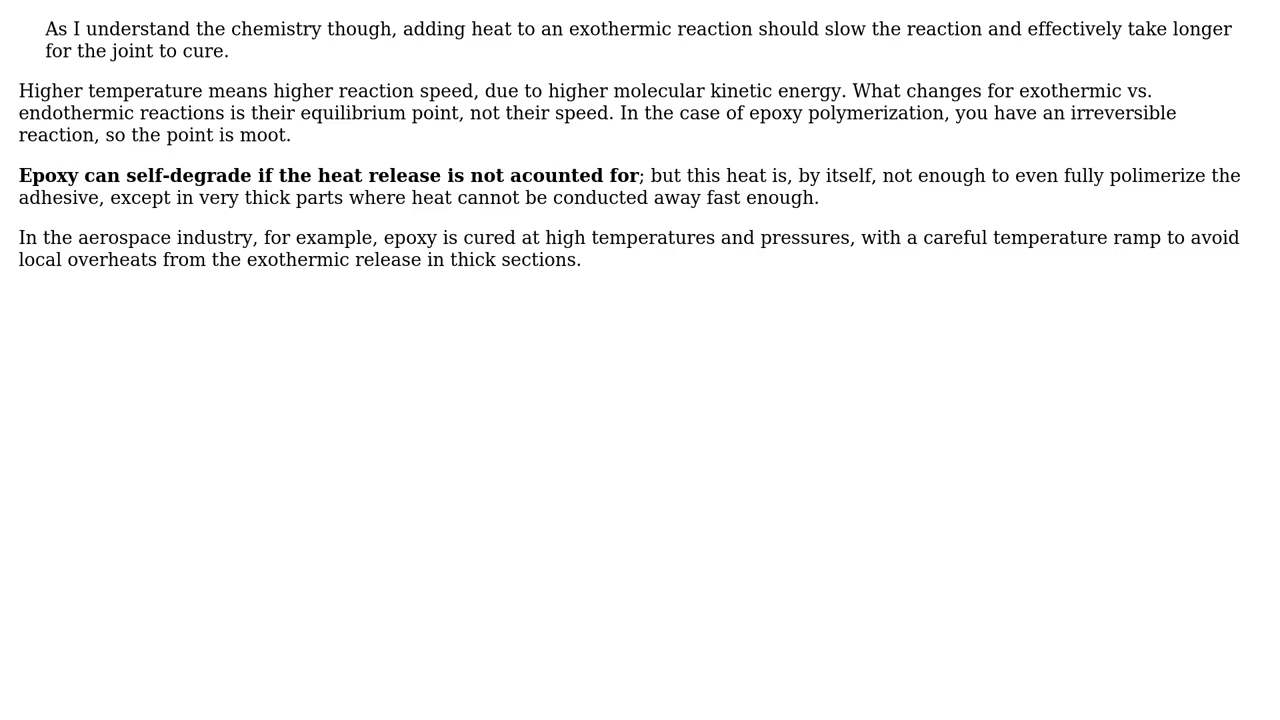 As I understand the chemistry though, adding heat to an exothermic reaction should slow the reaction and effectively take longer
for the joint to cure.
Higher temperature means higher reaction speed, due to higher molecular kinetic energy. What changes for exothermic vs.
endothermic reactions is their equilibrium point, not their speed. In the case of epoxy polymerization, you have an irreversible
reaction, so the point is moot.
Epoxy can self-degrade if the heat release is not acounted for; but this heat is, by itself, not enough to even fully polimerize the
adhesive, except in very thick parts where heat cannot be conducted away fast enough.
In the aerospace industry, for example, epoxy is cured at high temperatures and pressures, with a careful temperature ramp to avoid
local overheats from the exothermic release in thick sections.